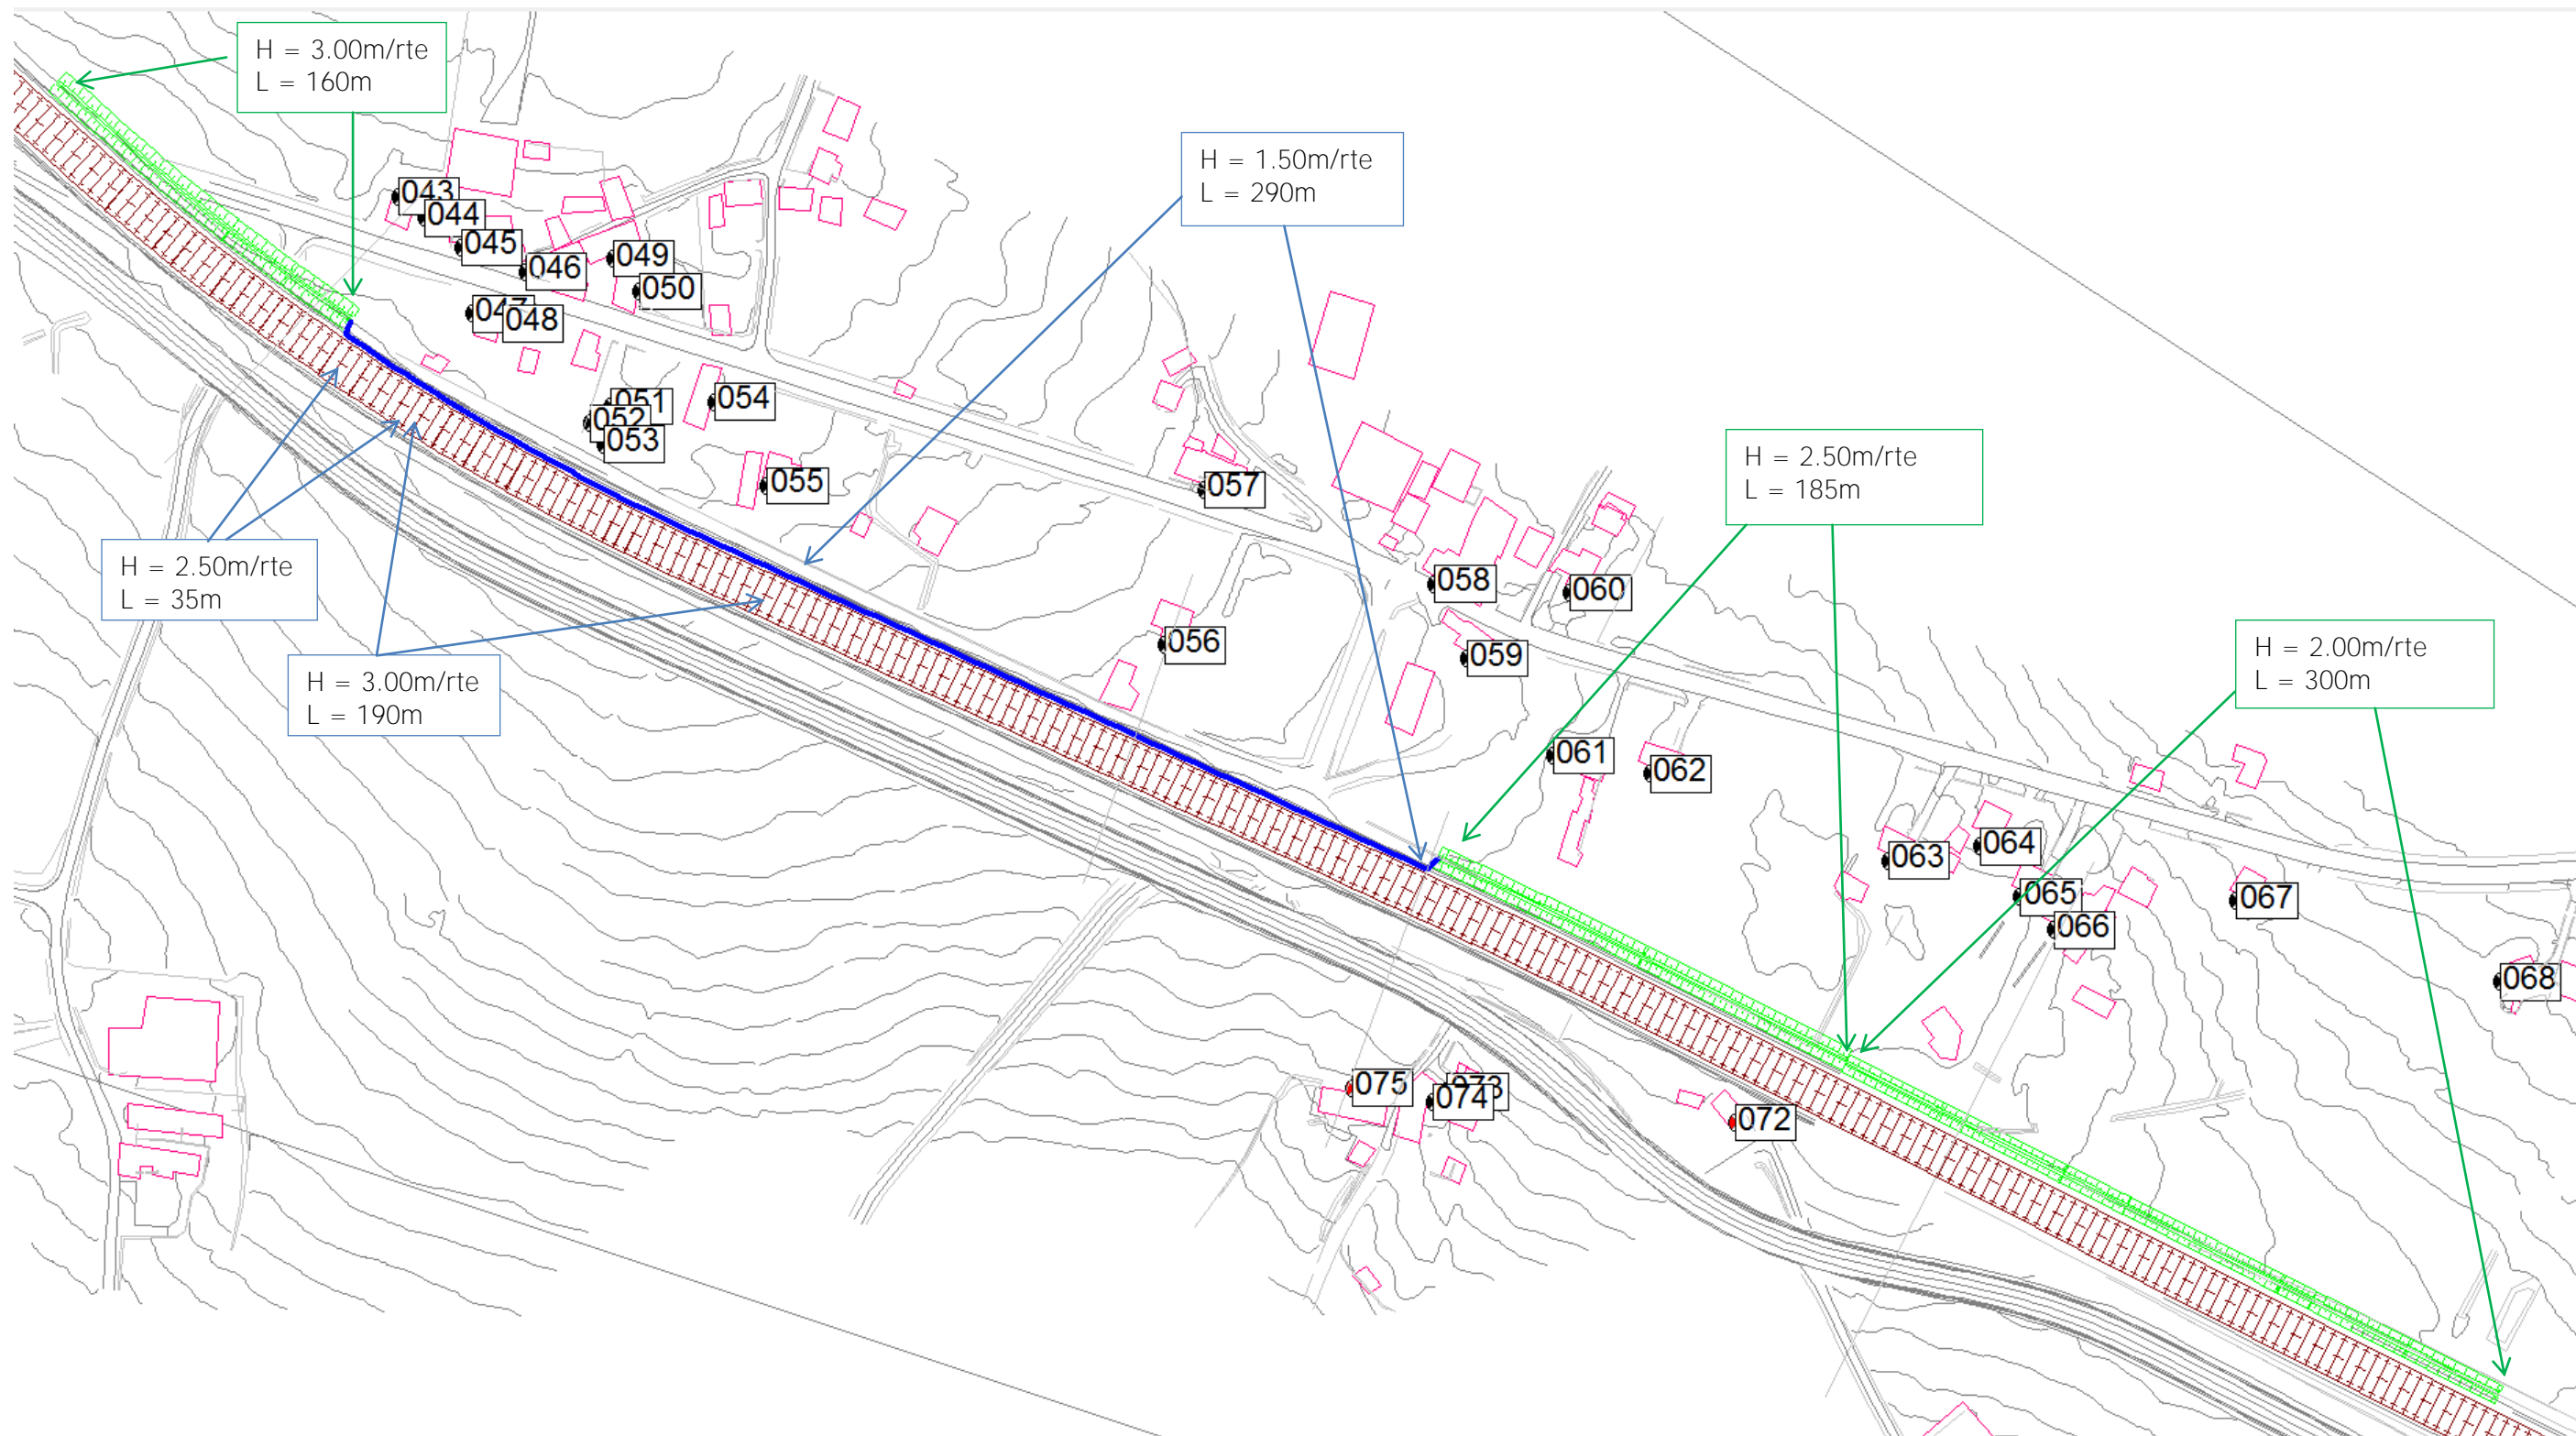 H = 3.00m/rte
L = 160m
H = 1.50m/rte
L = 290m
043
044
045
046
049
050
048
051
052
053
054
055
057
H = 2.50m/rte
L = 185m
H = 2.50m/rte
L = 35m
058
060
056
059
H = 2.00m/rte
L = 300m
H = 3.00m/rte
L = 190m
061
062
063
064
065
066
067
068
075
073
074
072